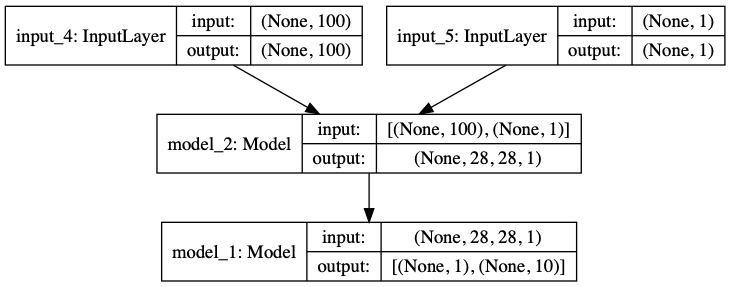 input_4: InputLayer
input: (None, 100)
output: (None, 100)
input_5: InputLayer
input: (None, 1)
output: (None, 1)
model_2: Model
input: [(None, 100), (None, 1)]
output: (None, 28, 28, 1)
model_1: Model
input: (None, 28, 28, 1)
output: [(None, 1), (None, 10)]